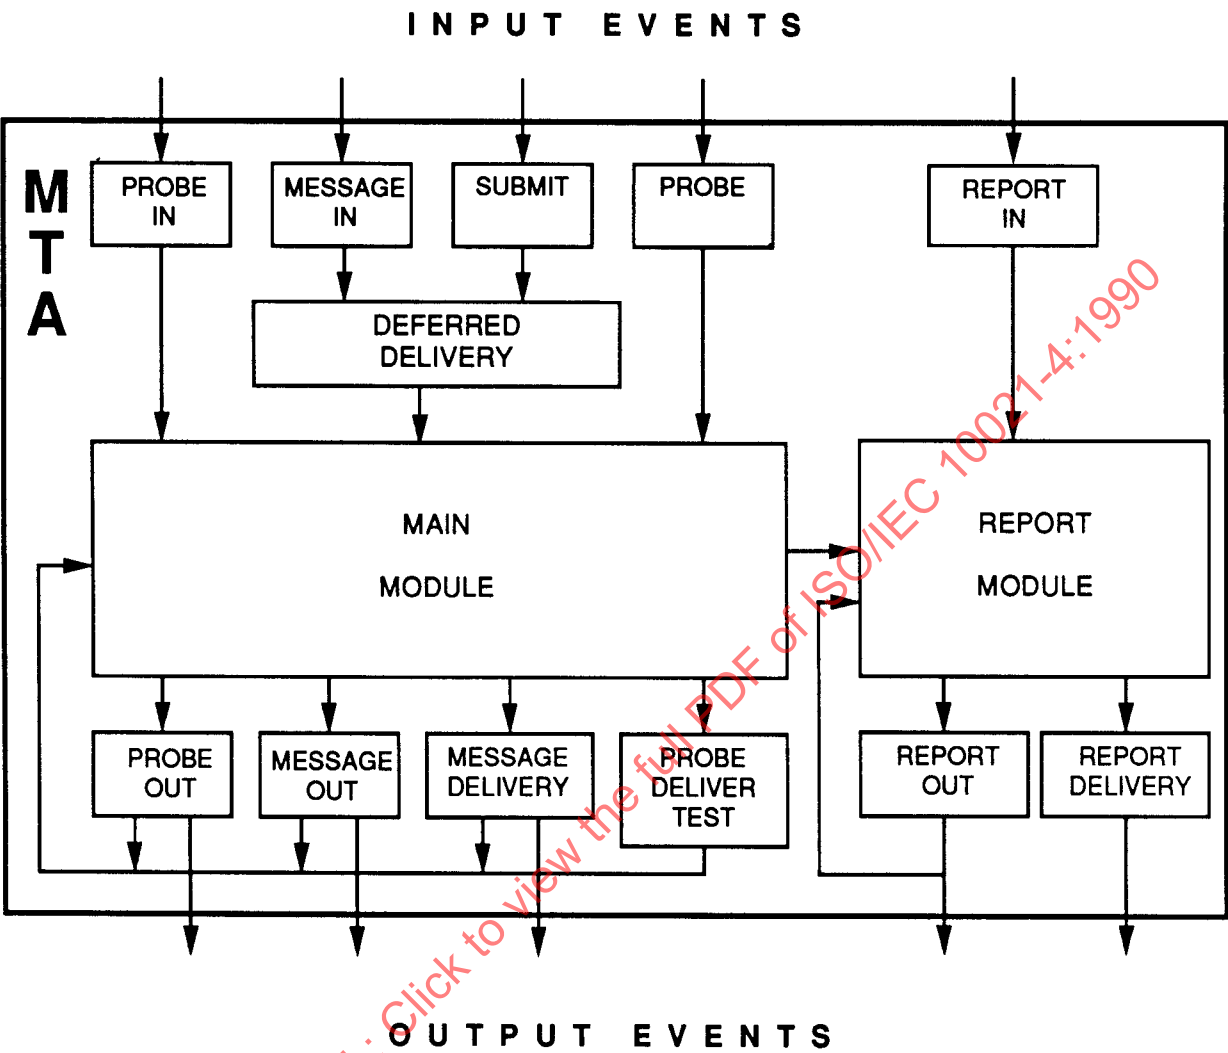 INPUT EVENTS
M
T
A
PROBE
IN
MESSAGE
IN
SUBMIT
PROBE
REPORT
IN
DEFERRED
DELIVERY
MAIN
MODULE
REPORT
MODULE
PROBE
OUT
MESSAGE
OUT
MESSAGE
DELIVERY
PROBE
DELIVER
TEST
REPORT
OUT
REPORT
DELIVERY
: Click to view the full PDF of ISO/IEC 10021-4:1990
OUTPUT EVENTS